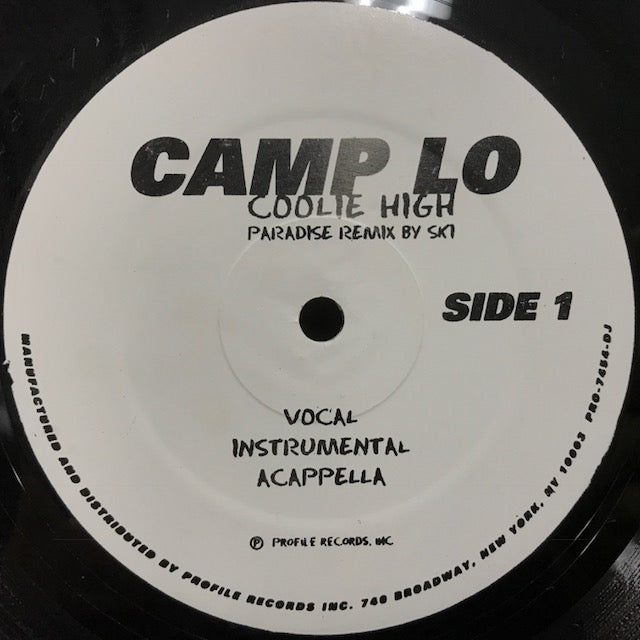 CAMP LO
COOLIE HIGH
PARADISE REMIX BY SKI
SIDE 1
VOCAL
INSTRUMENTAL
ACAPPELLA
Ⓟ PROFILE RECORDS, INC
MANUFACTURED AND DISTRIBUTED BY PROFILE RECORDS INC. 740 BROADWAY, NEW YORK, NY 10003 PRO-7454-DJ